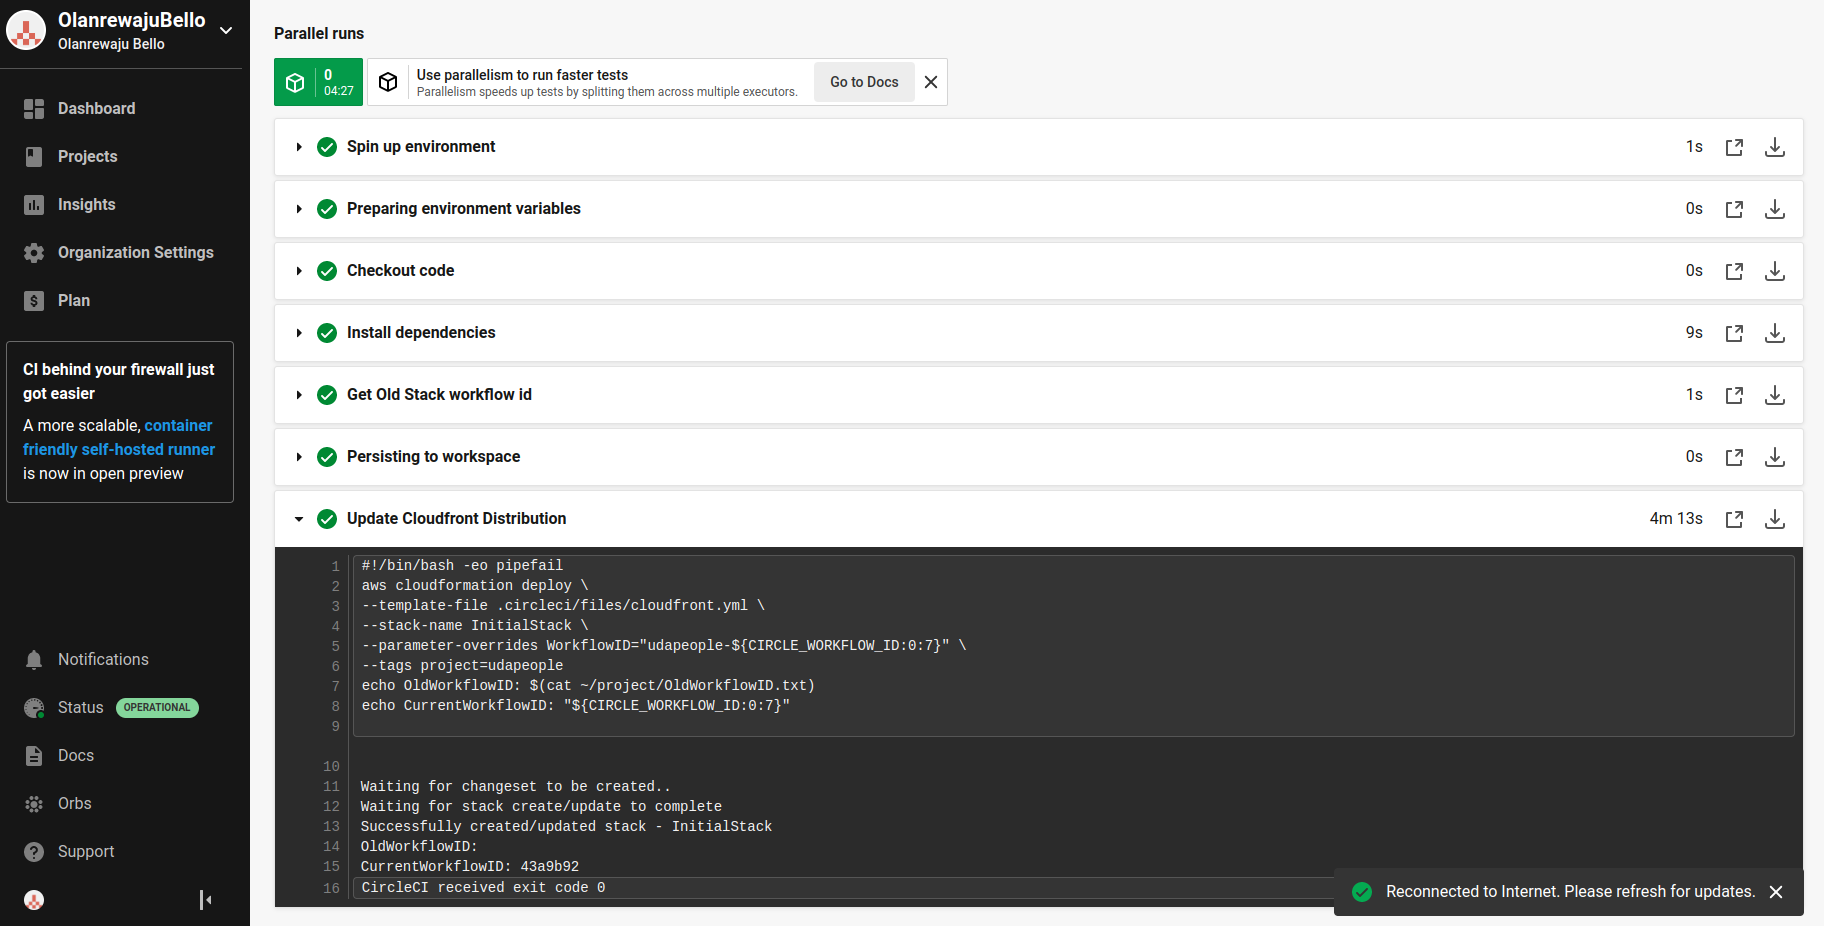 OlanrewajuBello
Olanrewaju Bello
Dashboard
Projects
Insights
Organization Settings
Plan
CI behind your firewall just
got easier
A more scalable, container
friendly self-hosted runner
is now in open preview
Notifications
Status OPERATIONAL
Docs
Orbs
Support
Parallel runs
0
04:27
Use parallelism to run faster tests
Parallelism speeds up tests by splitting them across multiple executors.
Go to Docs
Spin up environment 1s
Preparing environment variables 0s
Checkout code 0s
Install dependencies 9s
Get Old Stack workflow id 1s
Persisting to workspace 0s
Update Cloudfront Distribution 4m 13s
1 #!/bin/bash -eo pipefail
2 aws cloudformation deploy \
3 --template-file .circleci/files/cloudfront.yml \
4 --stack-name InitialStack \
5 --parameter-overrides WorkflowID="udapeople-${CIRCLE_WORKFLOW_ID:0:7}" \
6 --tags project=udapeople
7 echo OldWorkflowID: $(cat ~/project/OldWorkflowID.txt)
8 echo CurrentWorkflowID: "${CIRCLE_WORKFLOW_ID:0:7}"
9
10
11 Waiting for changeset to be created..
12 Waiting for stack create/update to complete
13 Successfully created/updated stack - InitialStack
14 OldWorkflowID:
15 CurrentWorkflowID: 43a9b92
16 CircleCI received exit code 0
Reconnected to Internet. Please refresh for updates.